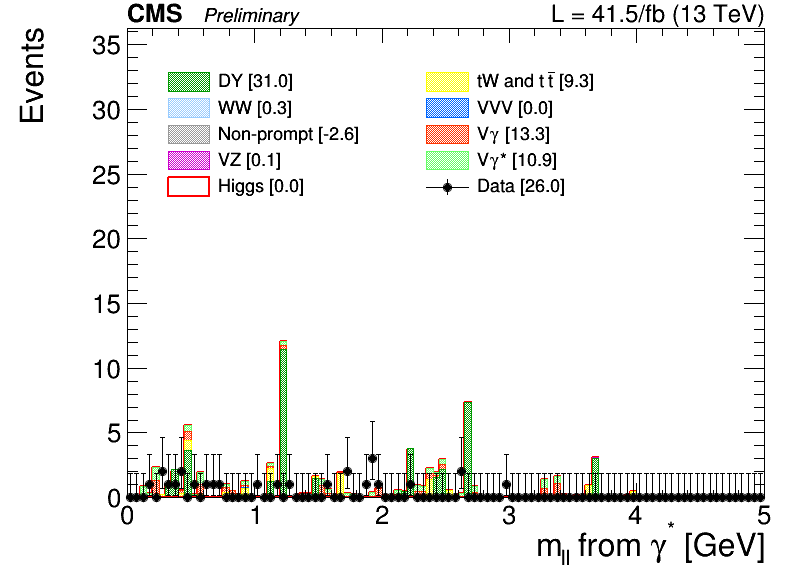 CMS Preliminary L = 41.5/fb (13 TeV)
Events
35
30
25
20
15
10
5
0
DY [31.0]
WW [0.3]
Non-prompt [-2.6]
VZ [0.1]
Higgs [0.0]
tW and tt̅ [9.3]
VVV [0.0]
Vγ [13.3]
Vγ* [10.9]
Data [26.0]
0 1 2 3 4 5
m_ll from γ* [GeV]